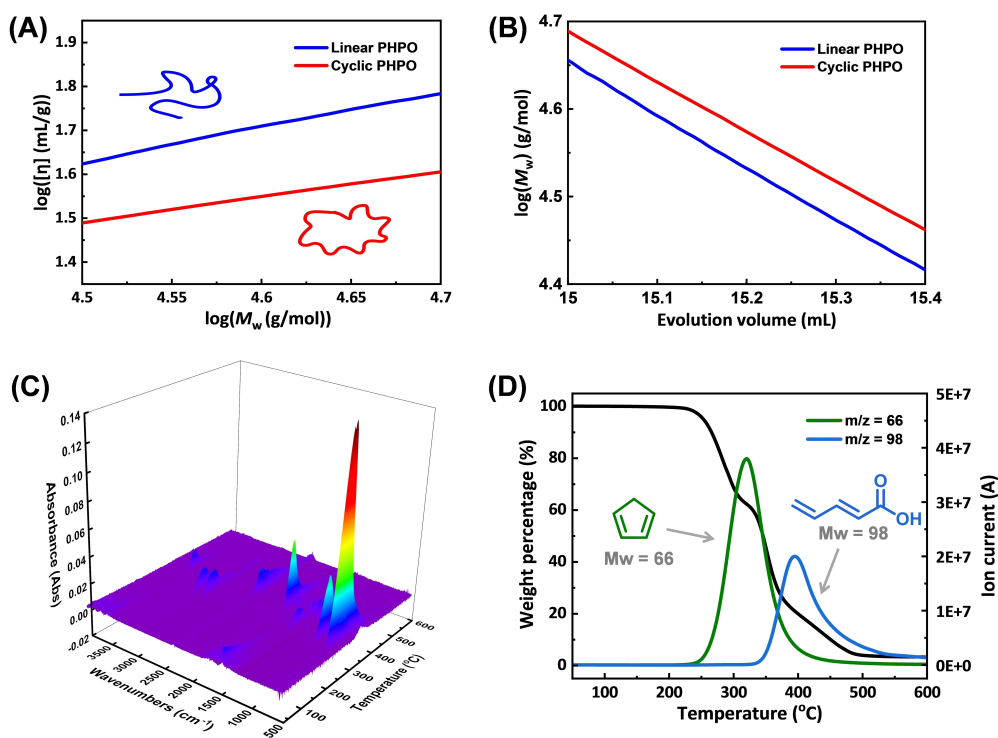 (A)
1.9
1.8
1.7
1.6
1.5
1.4
log([η] (mL/g))
Linear PHPO
Cyclic PHPO
4.5
4.55
4.6
4.65
4.7
log(Mw (g/mol))
(B)
4.7
4.6
4.5
4.4
log(Mw) (g/mol)
Linear PHPO
Cyclic PHPO
15
15.1
15.2
15.3
15.4
Evolution volume (mL)
(C)
0.14
0.12
0.10
0.08
0.06
0.04
0.02
0.00
-0.02
Absorbance (Abs)
3500
3000
2500
2000
1500
1000
500
Wavenumbers (cm⁻¹)
100
200
300
400
500
600
Temperature (°C)
(D)
100
80
60
40
20
0
Weight percentage (%)
m/z = 66
m/z = 98
Mw = 66
O
OH
Mw = 98
5E+7
4E+7
3E+7
2E+7
1E+7
0E+0
Ion current (A)
100
200
300
400
500
600
Temperature (°C)